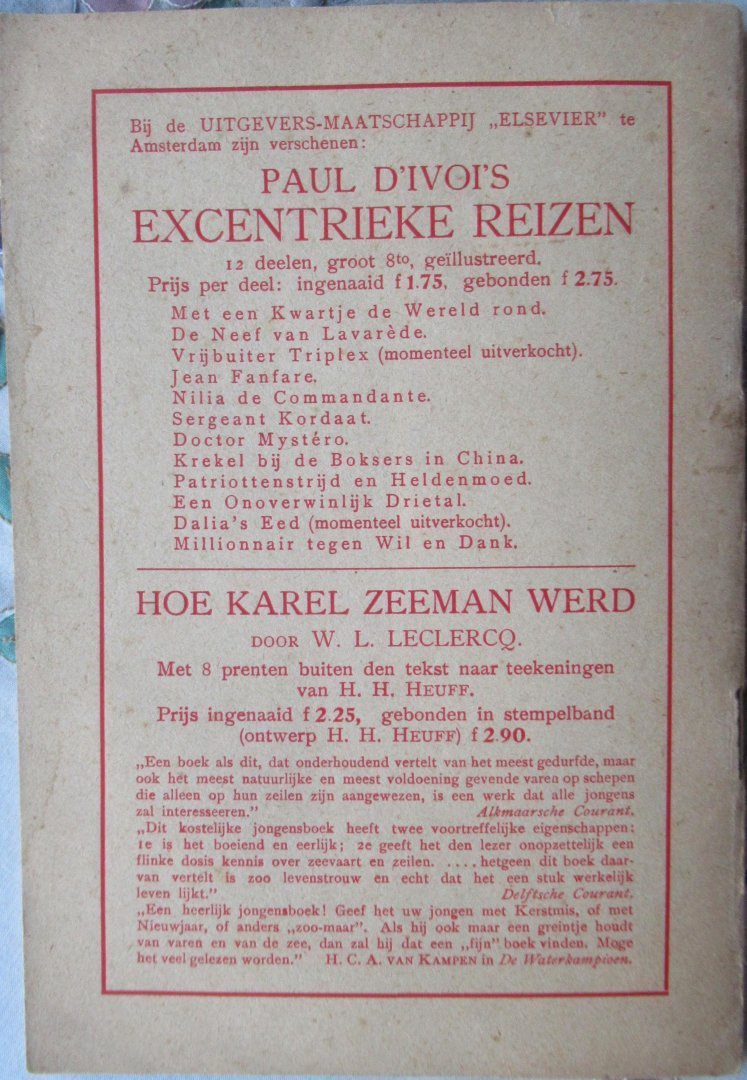 Bij de UITGEVERS-MAATSCHAPPIJ „ELSEVIER” te
Amsterdam zijn verschenen:
PAUL D'IVOI'S
EXCENTRIEKE REIZEN
12 deelen, groot 8to, geïllustreerd.
Prijs per deel: ingenaaid f 1.75, gebonden f 2.75.
Met een Kwartje de Wereld rond.
De Neef van Lavarède.
Vrijbuiter Triplex (momenteel uitverkocht).
Jean Fanfare.
Nilia de Commandante.
Sergeant Kordaat.
Doctor Mystéro.
Krekel bij de Boksers in China.
Patriottenstrijd en Heldenmoed.
Een Onoverwinlijk Drietal.
Dalia's Eed (momenteel uitverkocht).
Millionnair tegen Wil en Dank.
HOE KAREL ZEEMAN WERD
DOOR W. L. LECLERCQ.
Met 8 prenten buiten den tekst naar teekeningen
van H. H. HEUFF.
Prijs ingenaaid f 2.25, gebonden in stempelband
(ontwerp H. H. HEUFF) f 2.90.
„Een boek als dit, dat onderhoudend vertelt van het meest gedurfde, maar
ook het meest natuurlijke en meest voldoening gevende varen op schepen
die alleen op hun zeilen zijn aangewezen, is een werk dat alle jongens
zal interesseeren.” Alkmaarsche Courant.
„Dit kostelijke jongensboek heeft twee voortreffelijke eigenschappen:
1e is het boeiend en eerlijk; 2e geeft het den lezer onopzettelijk een
flinke dosis kennis over zeevaart en zeilen. .... hetgeen dit boek daar-
van vertelt is zoo levenstrouw en echt dat het een stuk werkelijk
leven lijkt.” Delftsche Courant.
„Een heerlijk jongensboek! Geef het uw jongen met Kerstmis, of met
Nieuwjaar, of anders „zoo-maar”. Als hij ook maar een greintje houdt
van varen en van de zee, dan zal hij dat een „fijn” boek vinden. Moge
het veel gelezen worden.” H. C. A. VAN KAMPEN in De Waterkampioen.